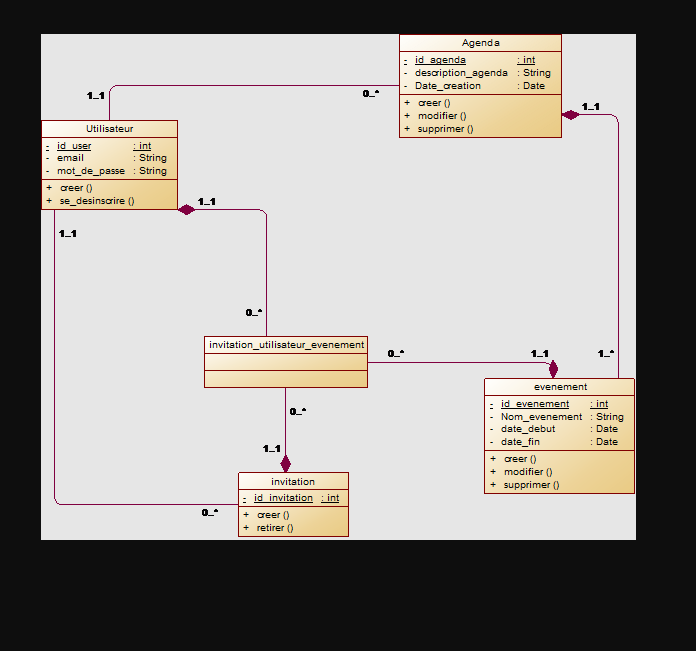 Agenda
- id_agenda : int
- description_agenda : String
- Date_creation : Date
+ creer ()
+ modifier ()
+ supprimer ()
1..1
0..*
1..1
Utilisateur
- id_user : int
- email : String
- mot_de_passe : String
+ creer ()
+ se_desinscrire ()
1..1
1..1
0..*
invitation_utilisateur_evenement
0..*
1..1
1..*
evenement
- id_evenement : int
- Nom_evenement : String
- date_debut : Date
- date_fin : Date
+ creer ()
+ modifier ()
+ supprimer ()
0..*
1..1
invitation
- id_invitation : int
+ creer ()
+ retirer ()
0..*